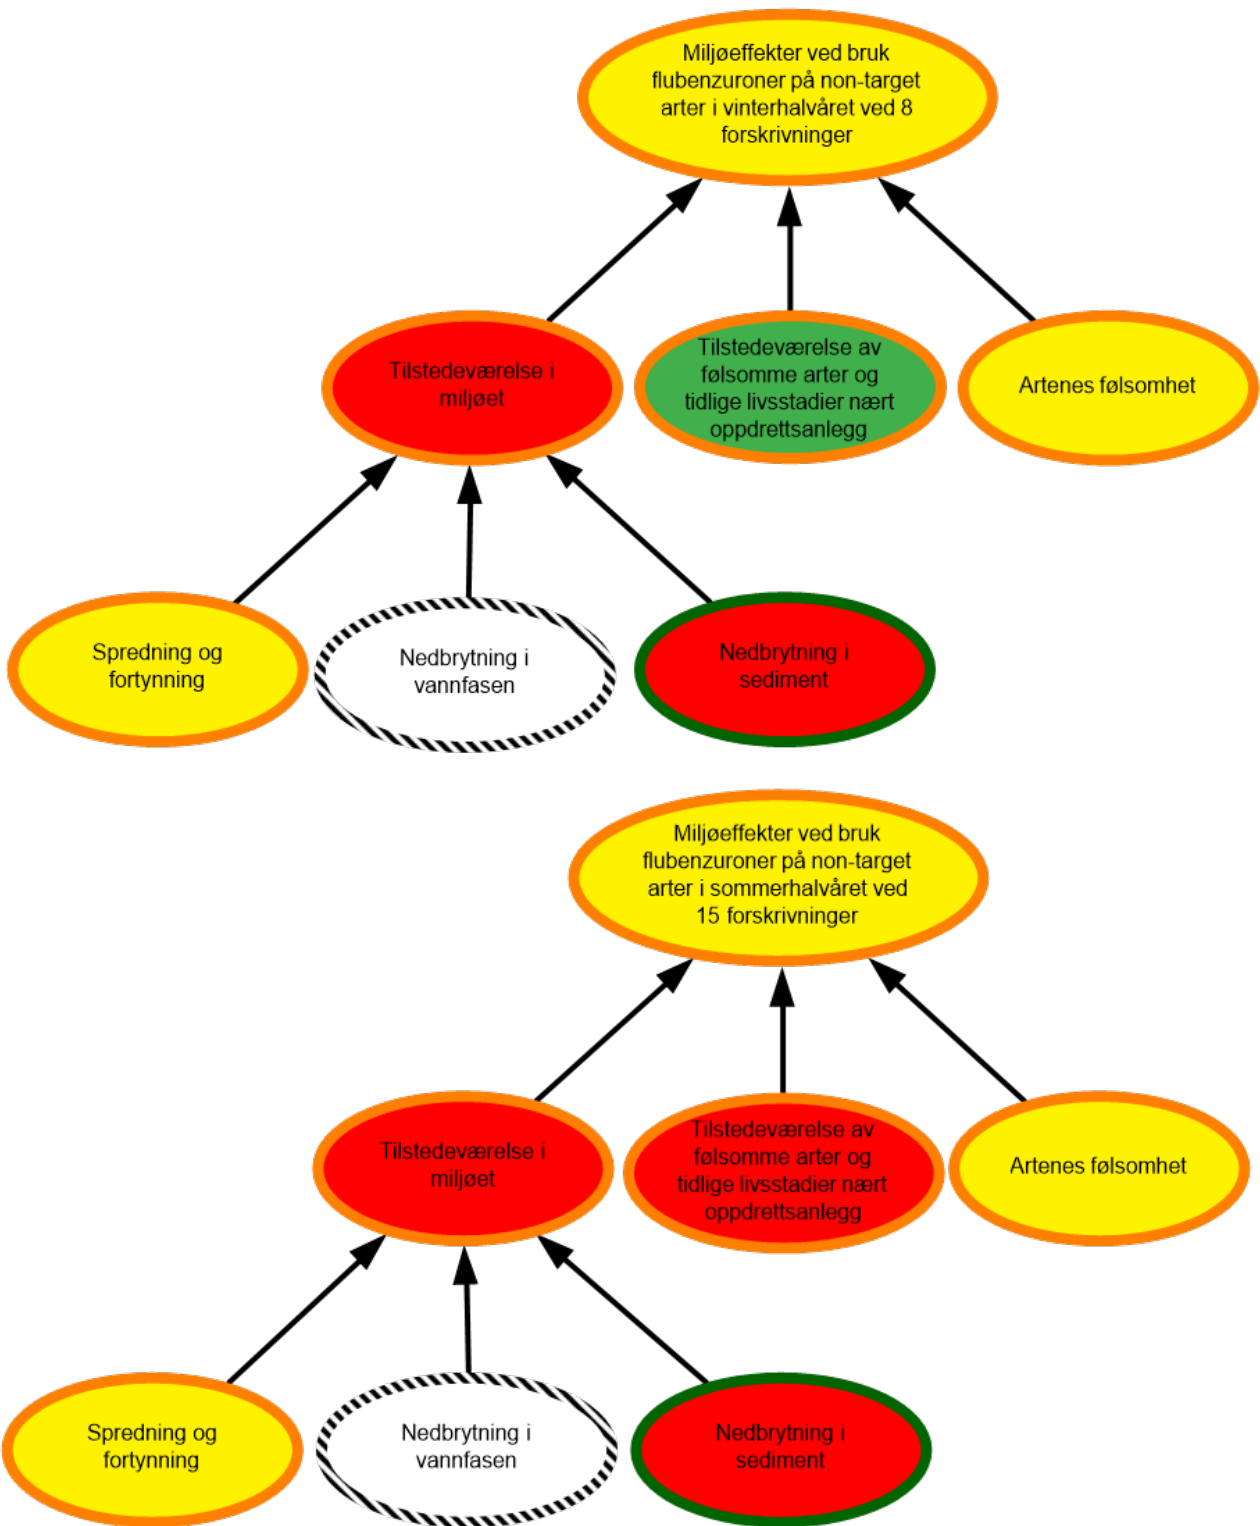 Miljøeffekter ved bruk
flubenzuroner på non-target
arter i vinterhalvåret ved 8
forskrivninger
Tilstedeværelse i
miljøet
Tilstedeværelse av
følsomme arter og
tidlige livsstadier nært
oppdrettsanlegg
Artenes følsomhet
Spredning og
fortynning
Nedbrytning i
vannfasen
Nedbrytning i
sediment
Miljøeffekter ved bruk
flubenzuroner på non-target
arter i sommerhalvåret ved
15 forskrivninger
Tilstedeværelse i
miljøet
Tilstedeværelse av
følsomme arter og
tidlige livsstadier nært
oppdrettsanlegg
Artenes følsomhet
Spredning og
fortynning
Nedbrytning i
vannfasen
Nedbrytning i
sediment